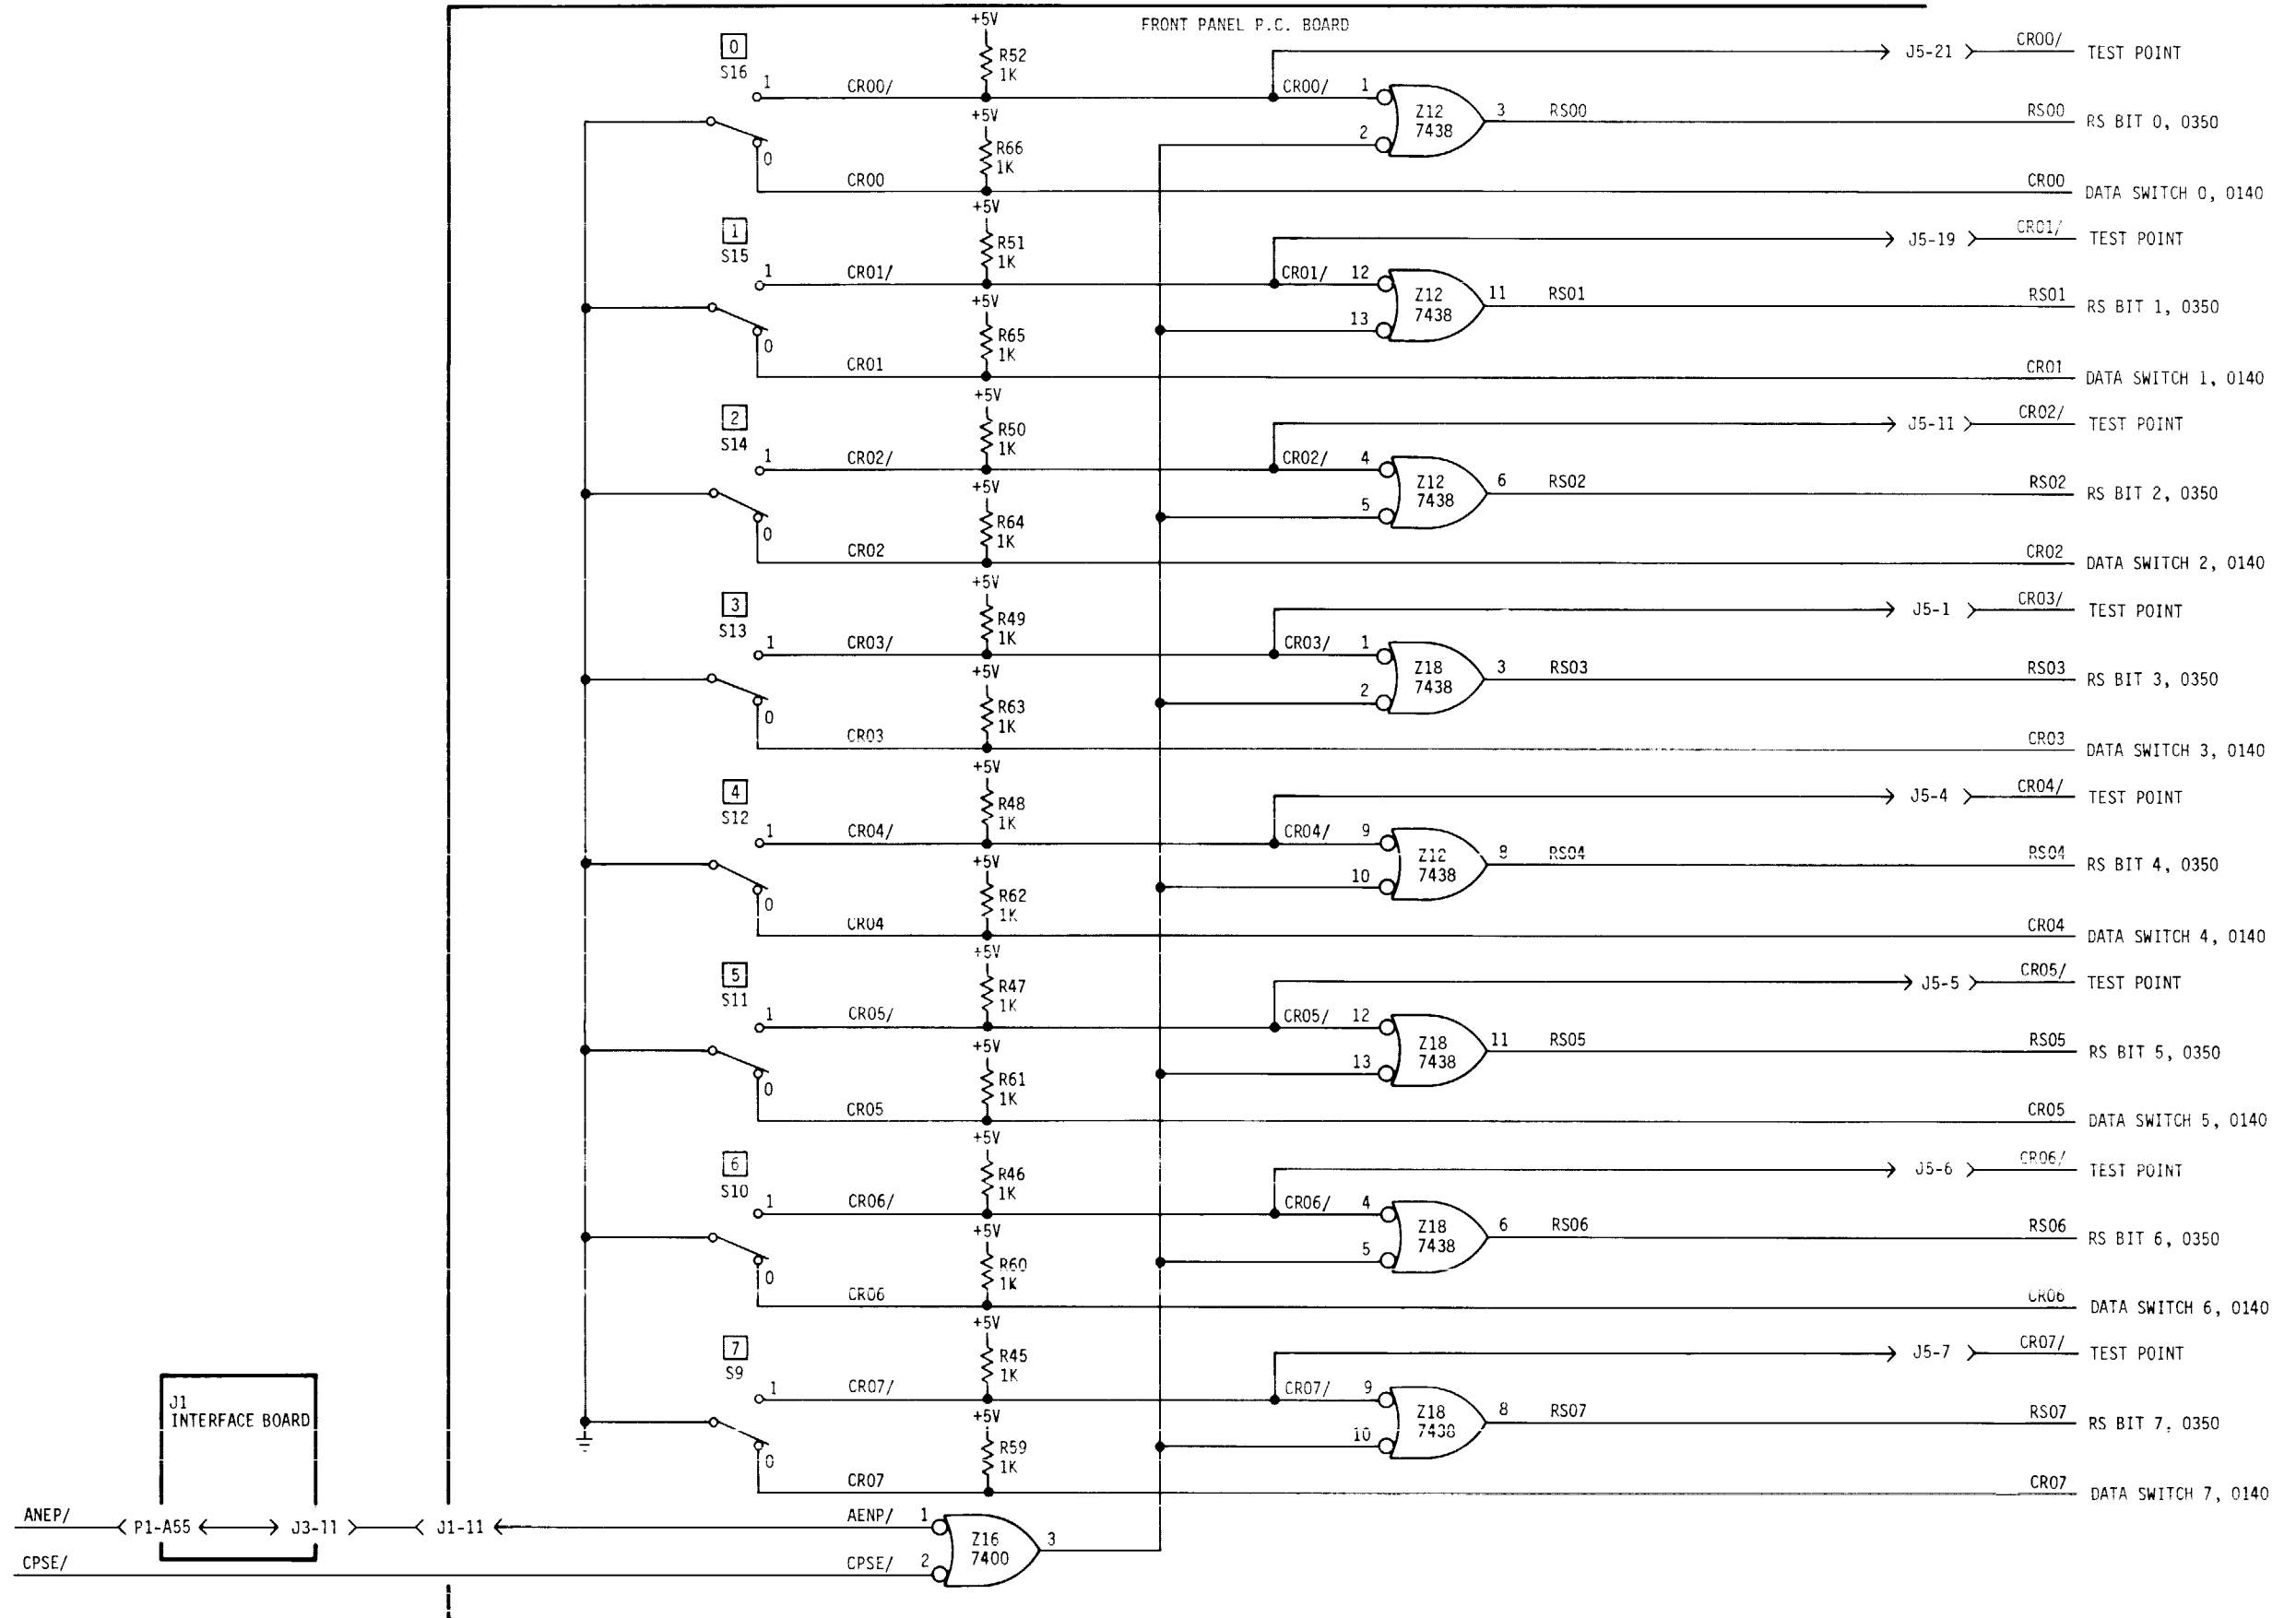 FRONT PANEL P.C. BOARD
+5V
0
S16
R52
1K
1
CR00/
CR00/
1
J5-21
CR00/
TEST POINT
+5V
Z12
7438
3
RS00
RS00
RS BIT 0, 0350
2
0
R66
1K
CR00
CR00
DATA SWITCH 0, 0140
+5V
1
S15
R51
1K
1
CR01/
CR01/
12
J5-19
CR01/
TEST POINT
+5V
Z12
7438
11
RS01
RS01
RS BIT 1, 0350
13
0
R65
1K
CR01
CR01
DATA SWITCH 1, 0140
+5V
2
S14
R50
1K
1
CR02/
CR02/
4
J5-11
CR02/
TEST POINT
+5V
Z12
7438
6
RS02
RS02
RS BIT 2, 0350
5
0
R64
1K
CR02
CR02
DATA SWITCH 2, 0140
+5V
3
S13
R49
1K
1
CR03/
CR03/
1
J5-1
CR03/
TEST POINT
+5V
Z18
7438
3
RS03
RS03
RS BIT 3, 0350
2
0
R63
1K
CR03
CR03
DATA SWITCH 3, 0140
+5V
4
S12
R48
1K
1
CR04/
CR04/
9
J5-4
CR04/
TEST POINT
+5V
Z12
7438
8
RS04
RS04
RS BIT 4, 0350
10
0
R62
1K
CR04
CR04
DATA SWITCH 4, 0140
+5V
5
S11
R47
1K
1
CR05/
CR05/
12
J5-5
CR05/
TEST POINT
+5V
Z18
7438
11
RS05
RS05
RS BIT 5, 0350
13
0
R61
1K
CR05
CR05
DATA SWITCH 5, 0140
+5V
6
S10
R46
1K
1
CR06/
CR06/
4
J5-6
CR06/
TEST POINT
+5V
Z18
7438
6
RS06
RS06
RS BIT 6, 0350
5
0
R60
1K
CR06
CR06
DATA SWITCH 6, 0140
+5V
7
S9
R45
1K
1
CR07/
CR07/
9
J5-7
CR07/
TEST POINT
+5V
Z18
7438
8
RS07
RS07
RS BIT 7, 0350
10
0
R59
1K
CR07
CR07
DATA SWITCH 7, 0140
J1
INTERFACE BOARD
ANEP/
P1-A55
J3-11
J1-11
AENP/
1
Z16
7400
3
CPSE/
CPSE/
2